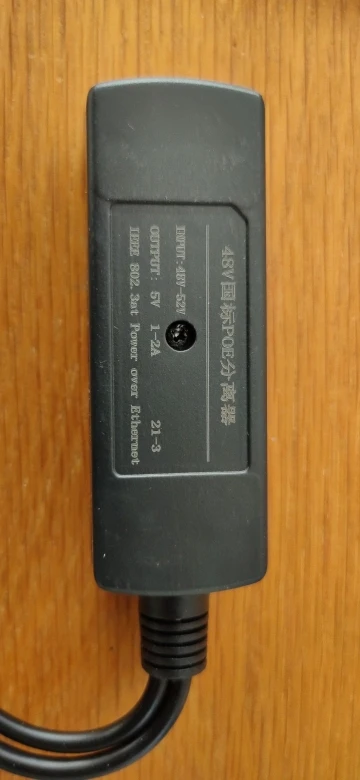 48V国标POE分离器
INPUT:48V-52V
OUTPUT: 5V 1-2A 21-3
IEEE 802.3at Power over Ethernet